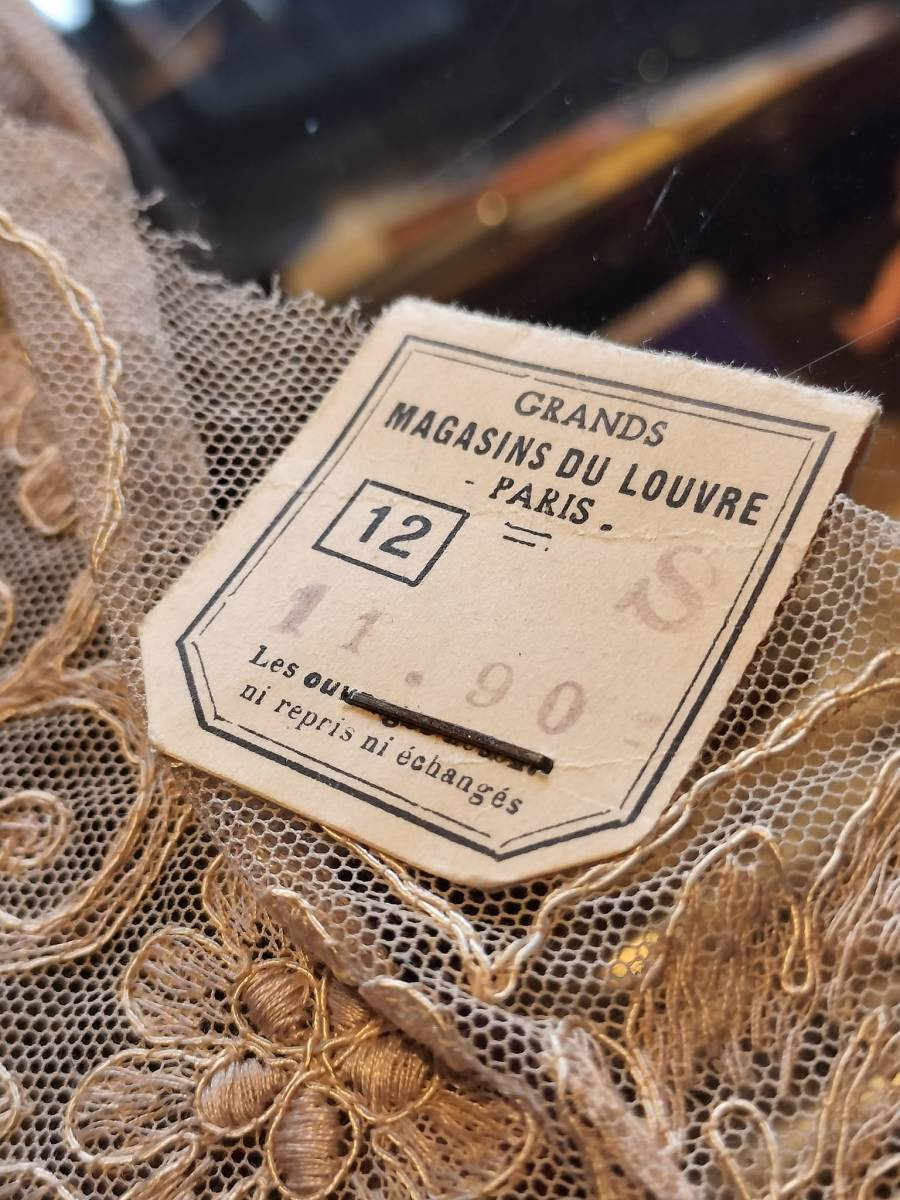 GRANDS
MAGASINS DU LOUVRE
- PARIS -
12
S
11.90
Les
ni repris ni échangés